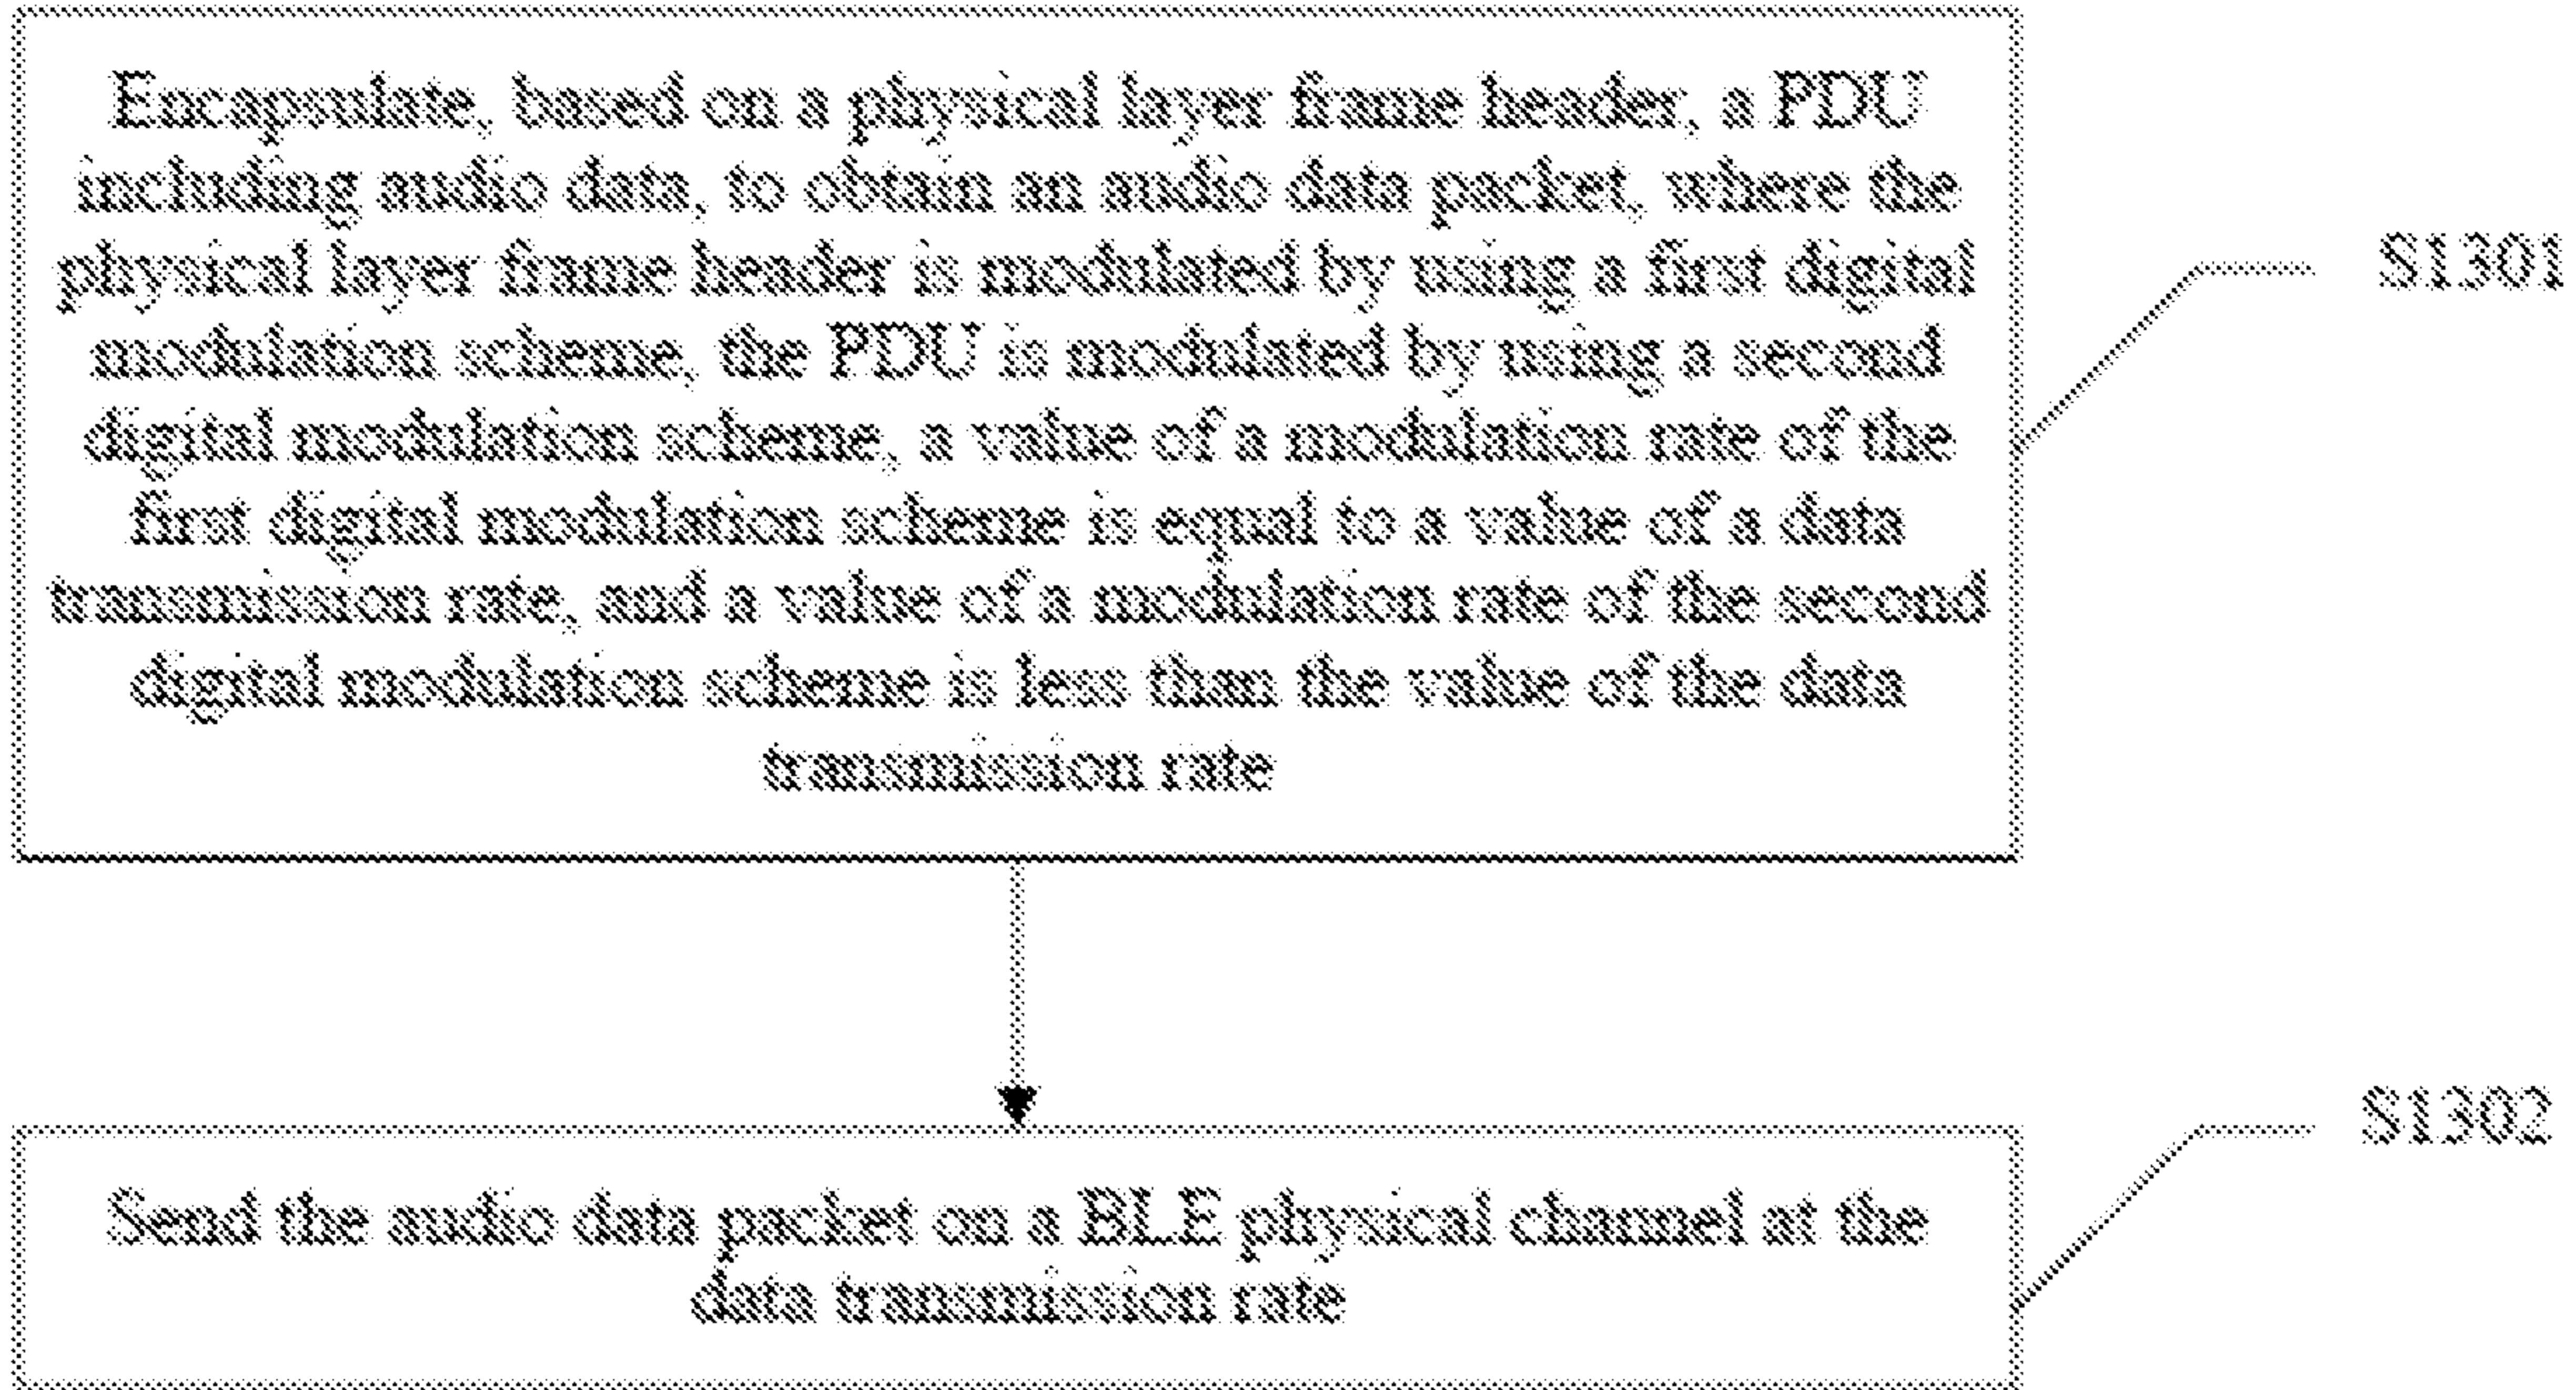 Encapsulate, based on a physical layer frame header, a PDU
including audio data, to obtain an audio data packet, where the
physical layer frame header is modulated by using a first digital
modulation scheme, the PDU is modulated by using a second
digital modulation scheme, a value of a modulation rate of the
first digital modulation scheme is equal to a value of a data
transmission rate, and a value of a modulation rate of the second
digital modulation scheme is less than the value of the data
transmission rate
S1301
Send the audio data packet on a BLE physical channel at the
data transmission rate
S1302